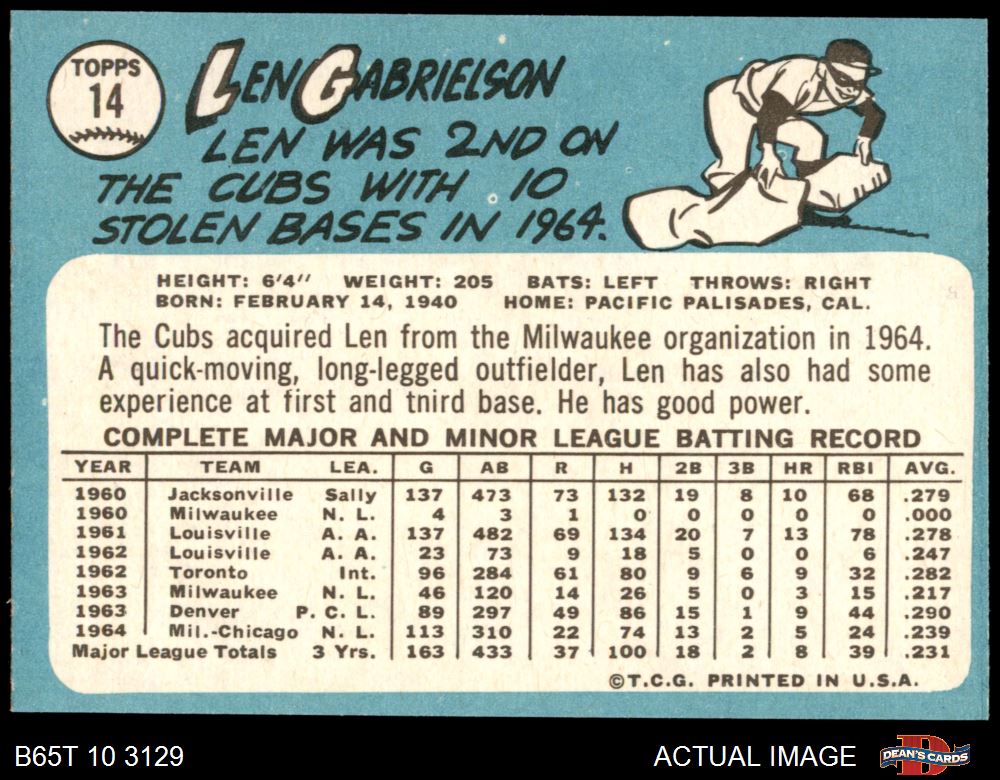 TOPPS
14
LEN GABRIELSON
LEN WAS 2ND ON
THE CUBS WITH 10
STOLEN BASES IN 1964.
HEIGHT: 6'4" WEIGHT: 205 BATS: LEFT THROWS: RIGHT
BORN: FEBRUARY 14, 1940 HOME: PACIFIC PALISADES, CAL.
The Cubs acquired Len from the Milwaukee organization in 1964.
A quick-moving, long-legged outfielder, Len has also had some
experience at first and tnird base. He has good power.
COMPLETE MAJOR AND MINOR LEAGUE BATTING RECORD
YEAR TEAM LEA. G AB R H 2B 3B HR RBI AVG.
1960 Jacksonville Sally 137 473 73 132 19 8 10 68 .279
1960 Milwaukee N. L. 4 3 1 0 0 0 0 0 .000
1961 Louisville A. A. 137 482 69 134 20 7 13 78 .278
1962 Louisville A. A. 23 73 9 18 5 0 0 6 .247
1962 Toronto Int. 96 284 61 80 9 6 9 32 .282
1963 Milwaukee N. L. 46 120 14 26 5 0 3 15 .217
1963 Denver P. C. L. 89 297 49 86 15 1 9 44 .290
1964 Mil.-Chicago N. L. 113 310 22 74 13 2 5 24 .239
Major League Totals 3 Yrs. 163 433 37 100 18 2 8 39 .231
©T.C.G. PRINTED IN U.S.A.
B65T 10 3129
ACTUAL IMAGE
DEAN'S CARDS